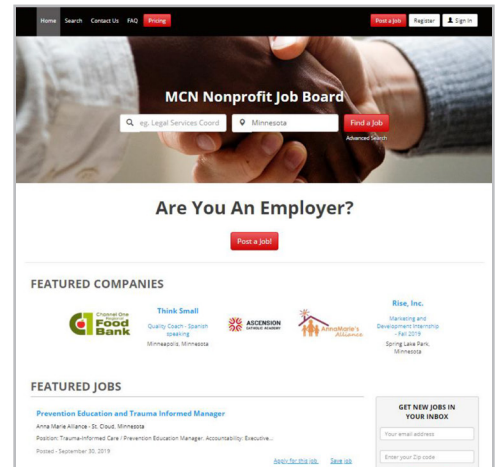 Home Search Contact Us FAQ Pricing Post a Job Register Sign In
MCN Nonprofit Job Board
eg. Legal Services Coord Minnesota Find a Job
Advanced Search
Are You An Employer?
Post a Job!
FEATURED COMPANIES
Channel One
Regional
Food
Bank
Think Small
Quality Coach - Spanish
speaking
Minneapolis, Minnesota
ASCENSION
CATHOLIC ACADEMY
AnnaMarie's
Alliance
Rise, Inc.
Marketing and
Development Internship
- Fall 2019
Spring Lake Park,
Minnesota
FEATURED JOBS
Prevention Education and Trauma Informed Manager
Anna Marie Alliance - St. Cloud, Minnesota
Position: Trauma-Informed Care / Prevention Education Manager. Accountability: Executive...
Posted - September 30, 2019
Apply for this job Save job
GET NEW JOBS IN
YOUR INBOX
Your email address
Enter your Zip code